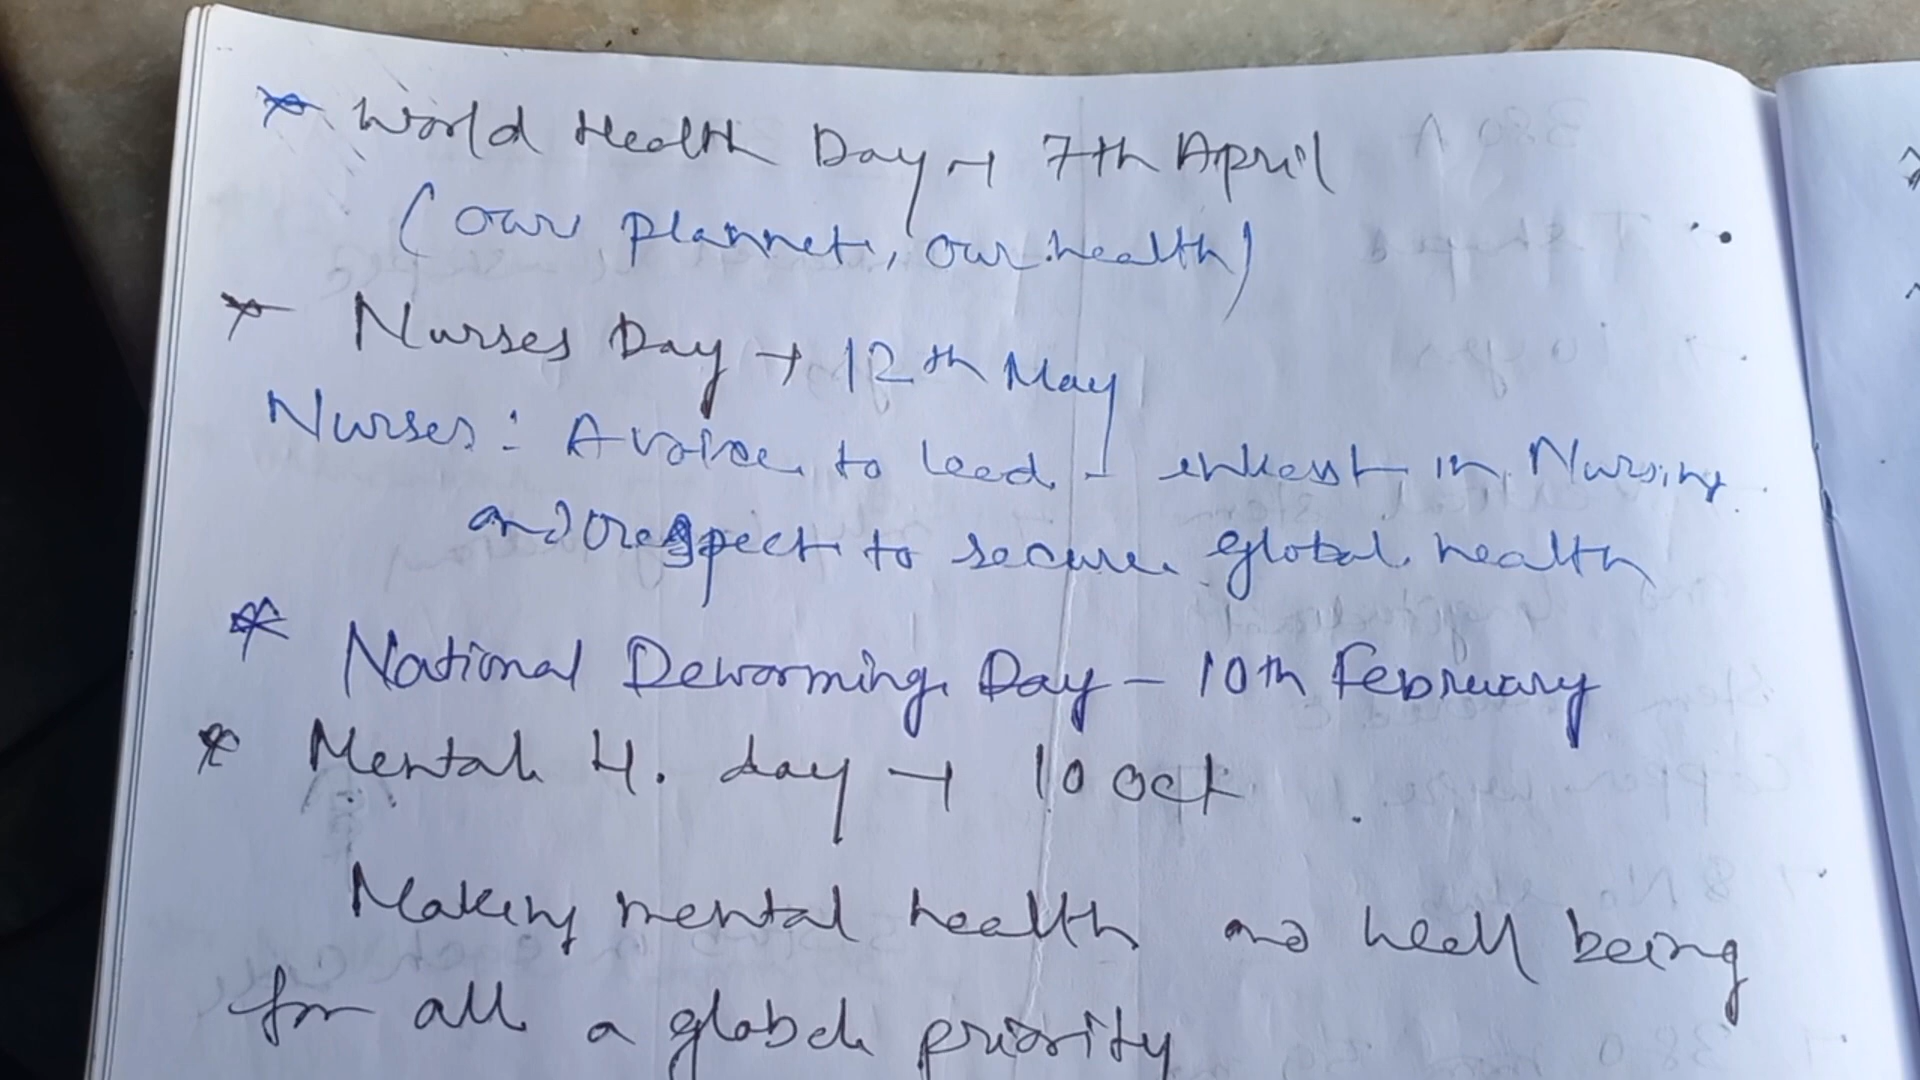 * World Health Day → 7th April
(our plannet, our health)
* Nurses Day → 12th May
Nurses: A voice to lead - invest in Nursing
and respect to secure global health
* National Deworming Day - 10th February
* Mental H. day → 10 Oct
Making mental health and well being
for all a global priority